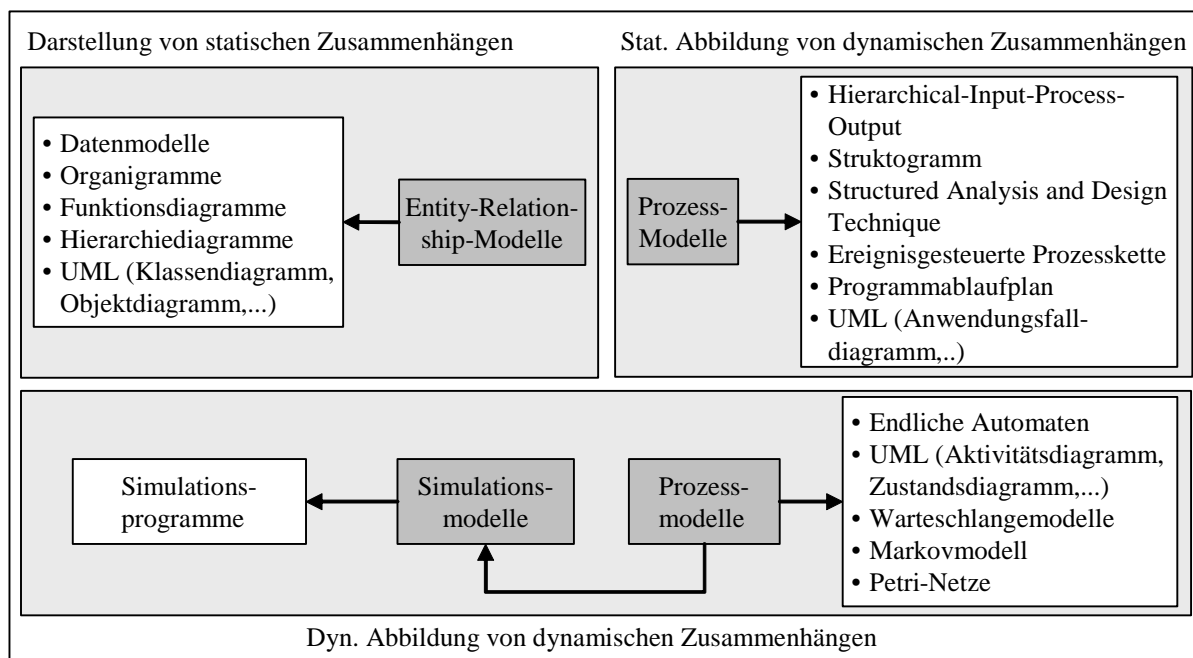 Darstellung von statischen Zusammenhängen
• Datenmodelle
• Organigramme
• Funktionsdiagramme
• Hierarchiediagramme
• UML (Klassendiagramm,
Objektdiagramm,...)
Entity-Relation-
ship-Modelle
Stat. Abbildung von dynamischen Zusammenhängen
Prozess-
Modelle
• Hierarchical-Input-Process-
Output
• Struktogramm
• Structured Analysis and Design
Technique
• Ereignisgesteuerte Prozesskette
• Programmablaufplan
• UML (Anwendungsfall-
diagramm,..)
Simulations-
programme
Simulations-
modelle
Prozess-
modelle
• Endliche Automaten
• UML (Aktivitätsdiagramm,
Zustandsdiagramm,...)
• Warteschlangemodelle
• Markovmodell
• Petri-Netze
Dyn. Abbildung von dynamischen Zusammenhängen